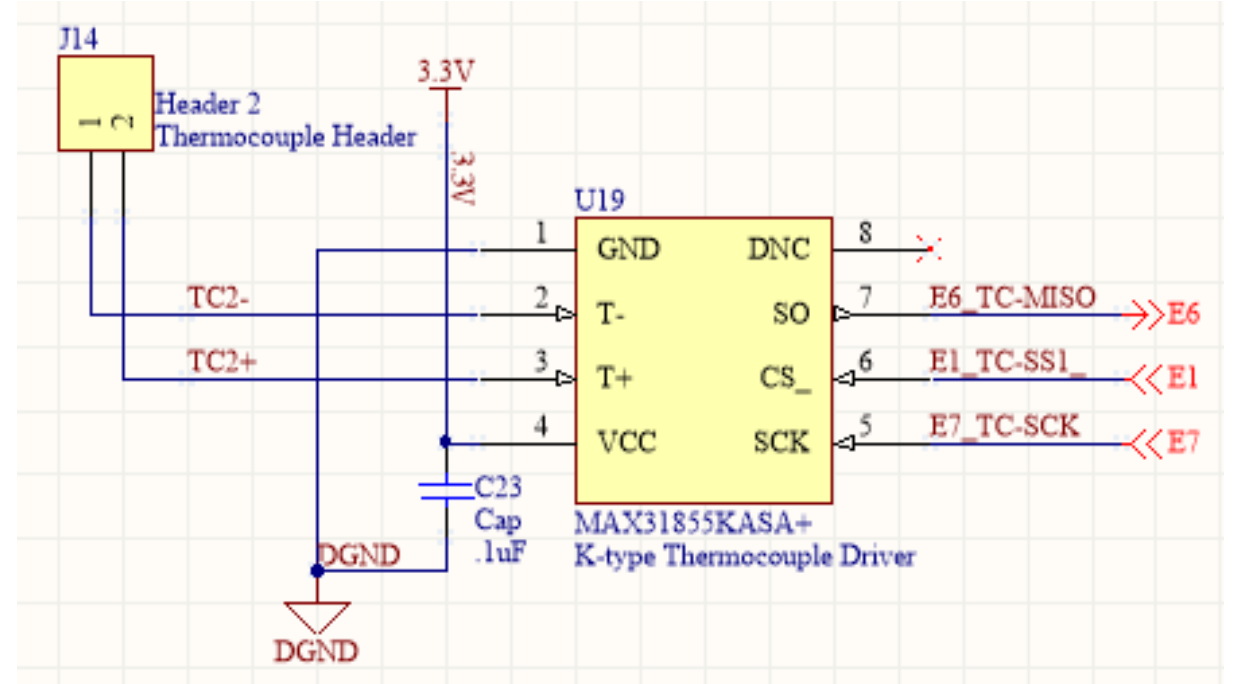 J14
1
2
Header 2
Thermocouple Header
3.3V
3.3V
U19
1
GND
DNC
8
TC2-
2
T-
SO
7
E6_TC-MISO
E6
TC2+
3
T+
CS_
6
E1_TC-SS1_
E1
4
VCC
SCK
5
E7_TC-SCK
E7
C23
Cap
.1uF
MAX31855KASA+
K-type Thermocouple Driver
DGND
DGND